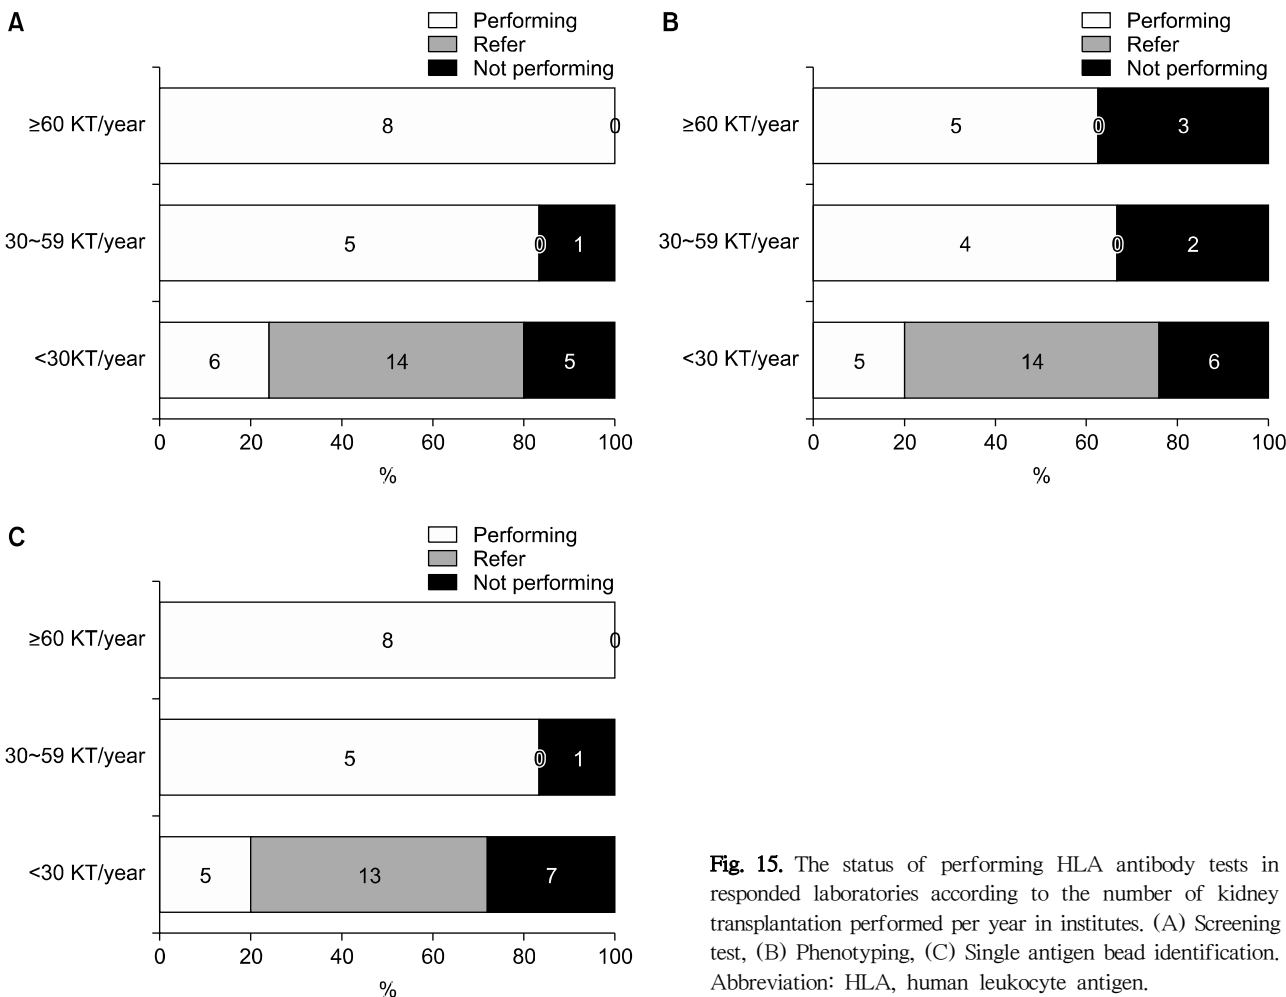 A
Performing
Refer
Not performing
≥60 KT/year
8
0
30~59 KT/year
5
0
1
<30KT/year
6
14
5
0
20
40
60
80
100
%
B
Performing
Refer
Not performing
≥60 KT/year
5
0
3
30~59 KT/year
4
0
2
<30 KT/year
5
14
6
0
20
40
60
80
100
%
C
Performing
Refer
Not performing
≥60 KT/year
8
0
30~59 KT/year
5
0
1
<30 KT/year
5
13
7
0
20
40
60
80
100
%
Fig. 15. The status of performing HLA antibody tests in
responded laboratories according to the number of kidney
transplantation performed per year in institutes. (A) Screening
test, (B) Phenotyping, (C) Single antigen bead identification.
Abbreviation: HLA, human leukocyte antigen.